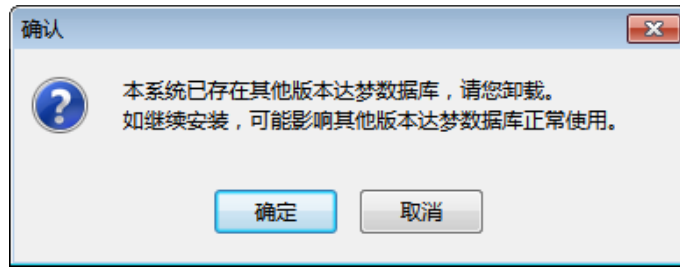 确认
本系统已存在其他版本达梦数据库，请您卸载。
如继续安装，可能影响其他版本达梦数据库正常使用。
确定
取消